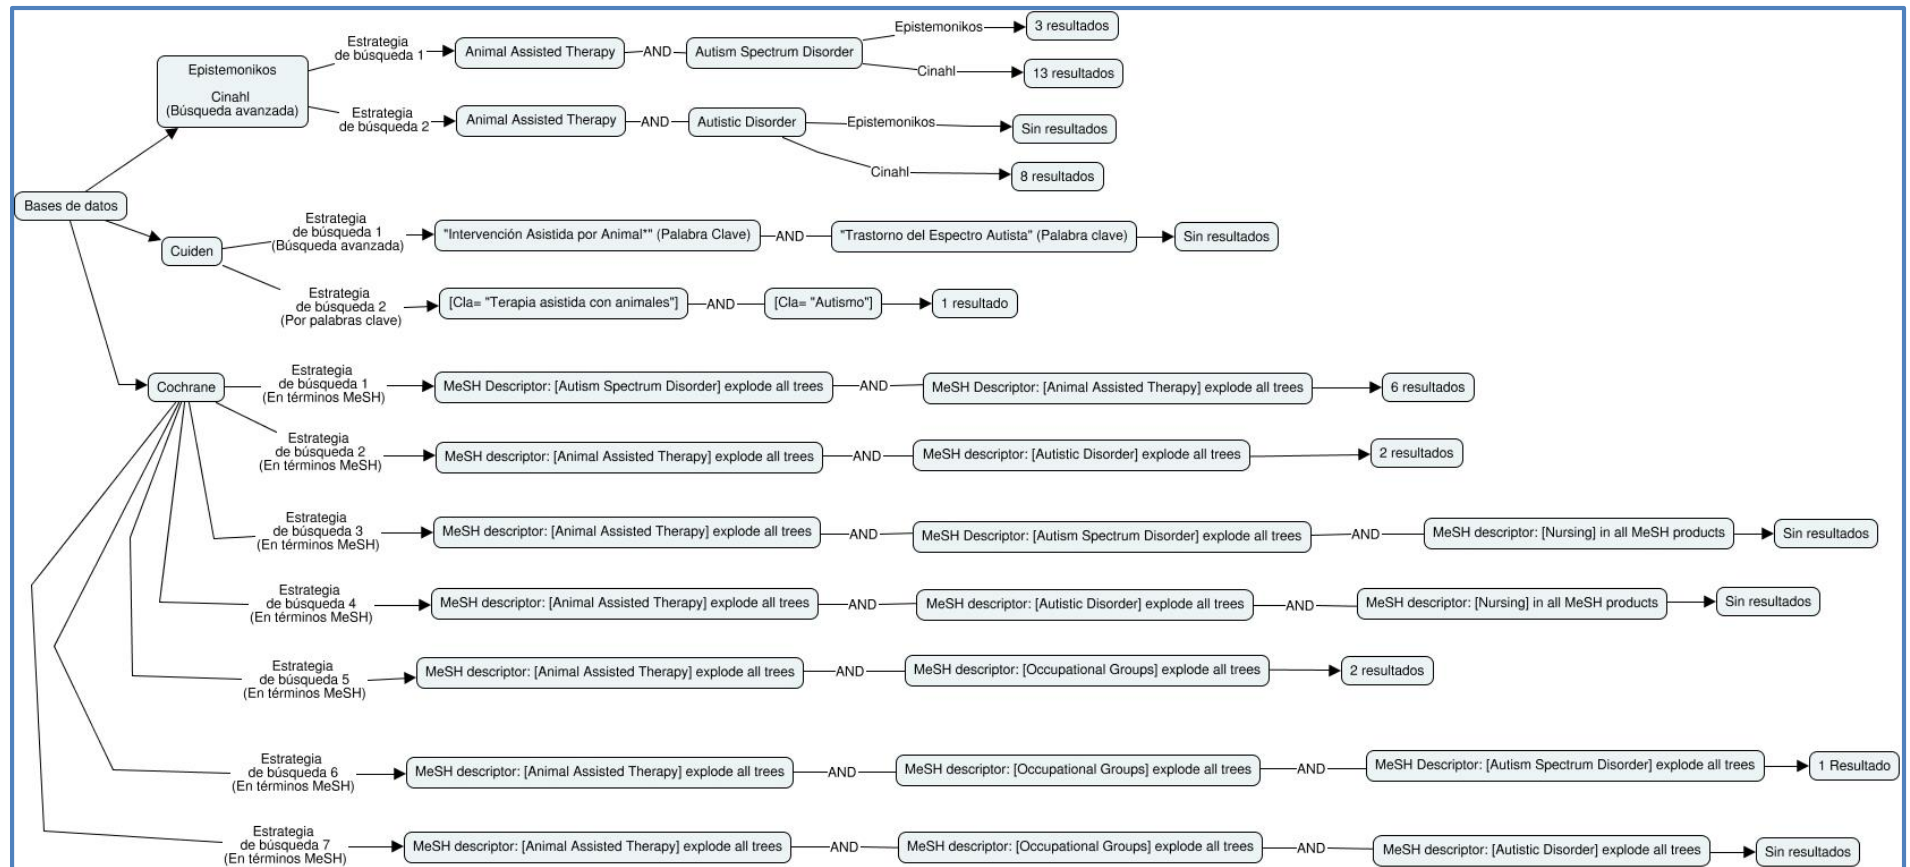 Bases de datos
Epistemonikos
Cinahl
(Búsqueda avanzada)
Estrategia
de búsqueda 1
Animal Assisted Therapy
AND
Autism Spectrum Disorder
Epistemonikos
3 resultados
Cinahl
13 resultados
Estrategia
de búsqueda 2
Animal Assisted Therapy
AND
Autistic Disorder
Epistemonikos
Sin resultados
Cinahl
8 resultados
Cuiden
Estrategia
de búsqueda 1
(Búsqueda avanzada)
"Intervención Asistida por Animal*" (Palabra Clave)
AND
"Trastorno del Espectro Autista" (Palabra clave)
Sin resultados
Estrategia
de búsqueda 2
(Por palabras clave)
[Cla= "Terapia asistida con animales"]
AND
[Cla= "Autismo"]
1 resultado
Cochrane
Estrategia
de búsqueda 1
(En términos MeSH)
MeSH Descriptor: [Autism Spectrum Disorder] explode all trees
AND
MeSH Descriptor: [Animal Assisted Therapy] explode all trees
6 resultados
Estrategia
de búsqueda 2
(En términos MeSH)
MeSH descriptor: [Animal Assisted Therapy] explode all trees
AND
MeSH descriptor: [Autistic Disorder] explode all trees
2 resultados
Estrategia
de búsqueda 3
(En términos MeSH)
MeSH descriptor: [Animal Assisted Therapy] explode all trees
AND
MeSH Descriptor: [Autism Spectrum Disorder] explode all trees
AND
MeSH descriptor: [Nursing] in all MeSH products
Sin resultados
Estrategia
de búsqueda 4
(En términos MeSH)
MeSH descriptor: [Animal Assisted Therapy] explode all trees
AND
MeSH descriptor: [Autistic Disorder] explode all trees
AND
MeSH descriptor: [Nursing] in all MeSH products
Sin resultados
Estrategia
de búsqueda 5
(En términos MeSH)
MeSH descriptor: [Animal Assisted Therapy] explode all trees
AND
MeSH descriptor: [Occupational Groups] explode all trees
2 resultados
Estrategia
de búsqueda 6
(En términos MeSH)
MeSH descriptor: [Animal Assisted Therapy] explode all trees
AND
MeSH descriptor: [Occupational Groups] explode all trees
AND
MeSH Descriptor: [Autism Spectrum Disorder] explode all trees
1 Resultado
Estrategia
de búsqueda 7
(En términos MeSH)
MeSH descriptor: [Animal Assisted Therapy] explode all trees
AND
MeSH descriptor: [Occupational Groups] explode all trees
AND
MeSH descriptor: [Autistic Disorder] explode all trees
Sin resultados